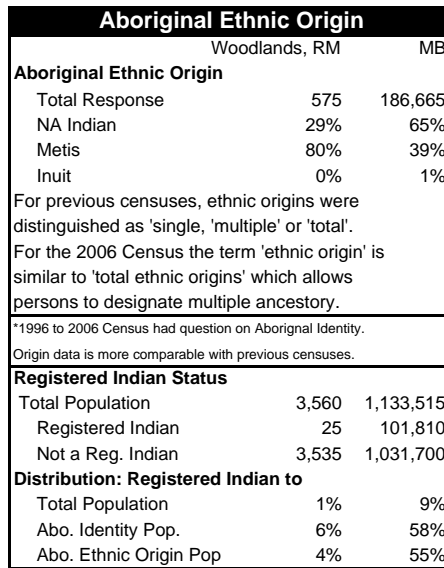 Aboriginal Ethnic Origin
Woodlands, RM MB
Aboriginal Ethnic Origin
Total Response 575 186,665
NA Indian 29% 65%
Metis 80% 39%
Inuit 0% 1%
For previous censuses, ethnic origins were
distinguished as 'single, 'multiple' or 'total'.
For the 2006 Census the term 'ethnic origin' is
similar to 'total ethnic origins' which allows
persons to designate multiple ancestory.
*1996 to 2006 Census had question on Aborignal Identity.
Origin data is more comparable with previous censuses.
Registered Indian Status
Total Population 3,560 1,133,515
Registered Indian 25 101,810
Not a Reg. Indian 3,535 1,031,700
Distribution: Registered Indian to
Total Population 1% 9%
Abo. Identity Pop. 6% 58%
Abo. Ethnic Origin Pop 4% 55%